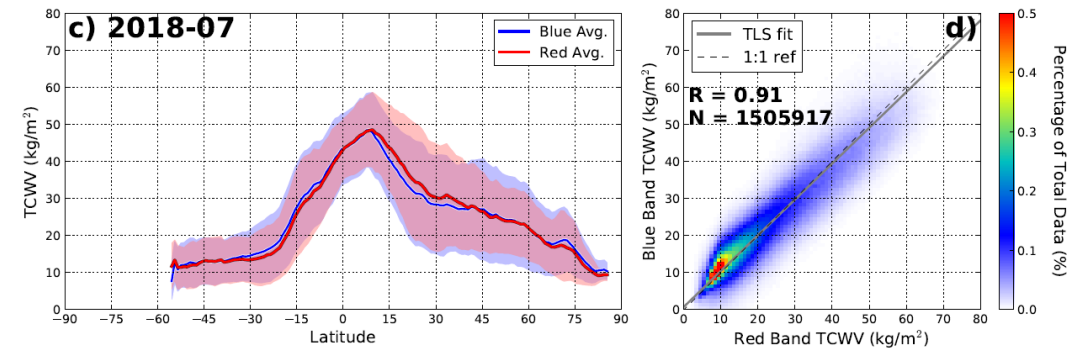 c) 2018-07
Blue Avg.
Red Avg.
TCWV (kg/m²)
80
70
60
50
40
30
20
10
0
−90 −75 −60 −45 −30 −15 0 15 30 45 60 75 90
Latitude
d)
TLS fit
1:1 ref
R = 0.91
N = 1505917
Blue Band TCWV (kg/m²)
80
70
60
50
40
30
20
10
0
0 10 20 30 40 50 60 70 80
Red Band TCWV (kg/m²)
0.5
0.4
0.3
0.2
0.1
0.0
Percentage of Total Data (%)